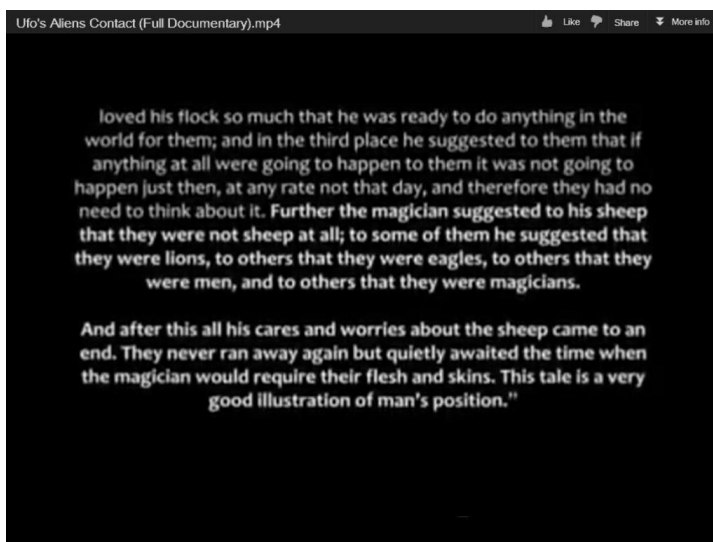 Ufo's Aliens Contact (Full Documentary).mp4
Like
Share
More info
loved his flock so much that he was ready to do anything in the
world for them; and in the third place he suggested to them that if
anything at all were going to happen to them it was not going to
happen just then, at any rate not that day, and therefore they had no
need to think about it. Further the magician suggested to his sheep
that they were not sheep at all; to some of them he suggested that
they were lions, to others that they were eagles, to others that they
were men, and to others that they were magicians.
And after this all his cares and worries about the sheep came to an
end. They never ran away again but quietly awaited the time when
the magician would require their flesh and skins. This tale is a very
good illustration of man's position."